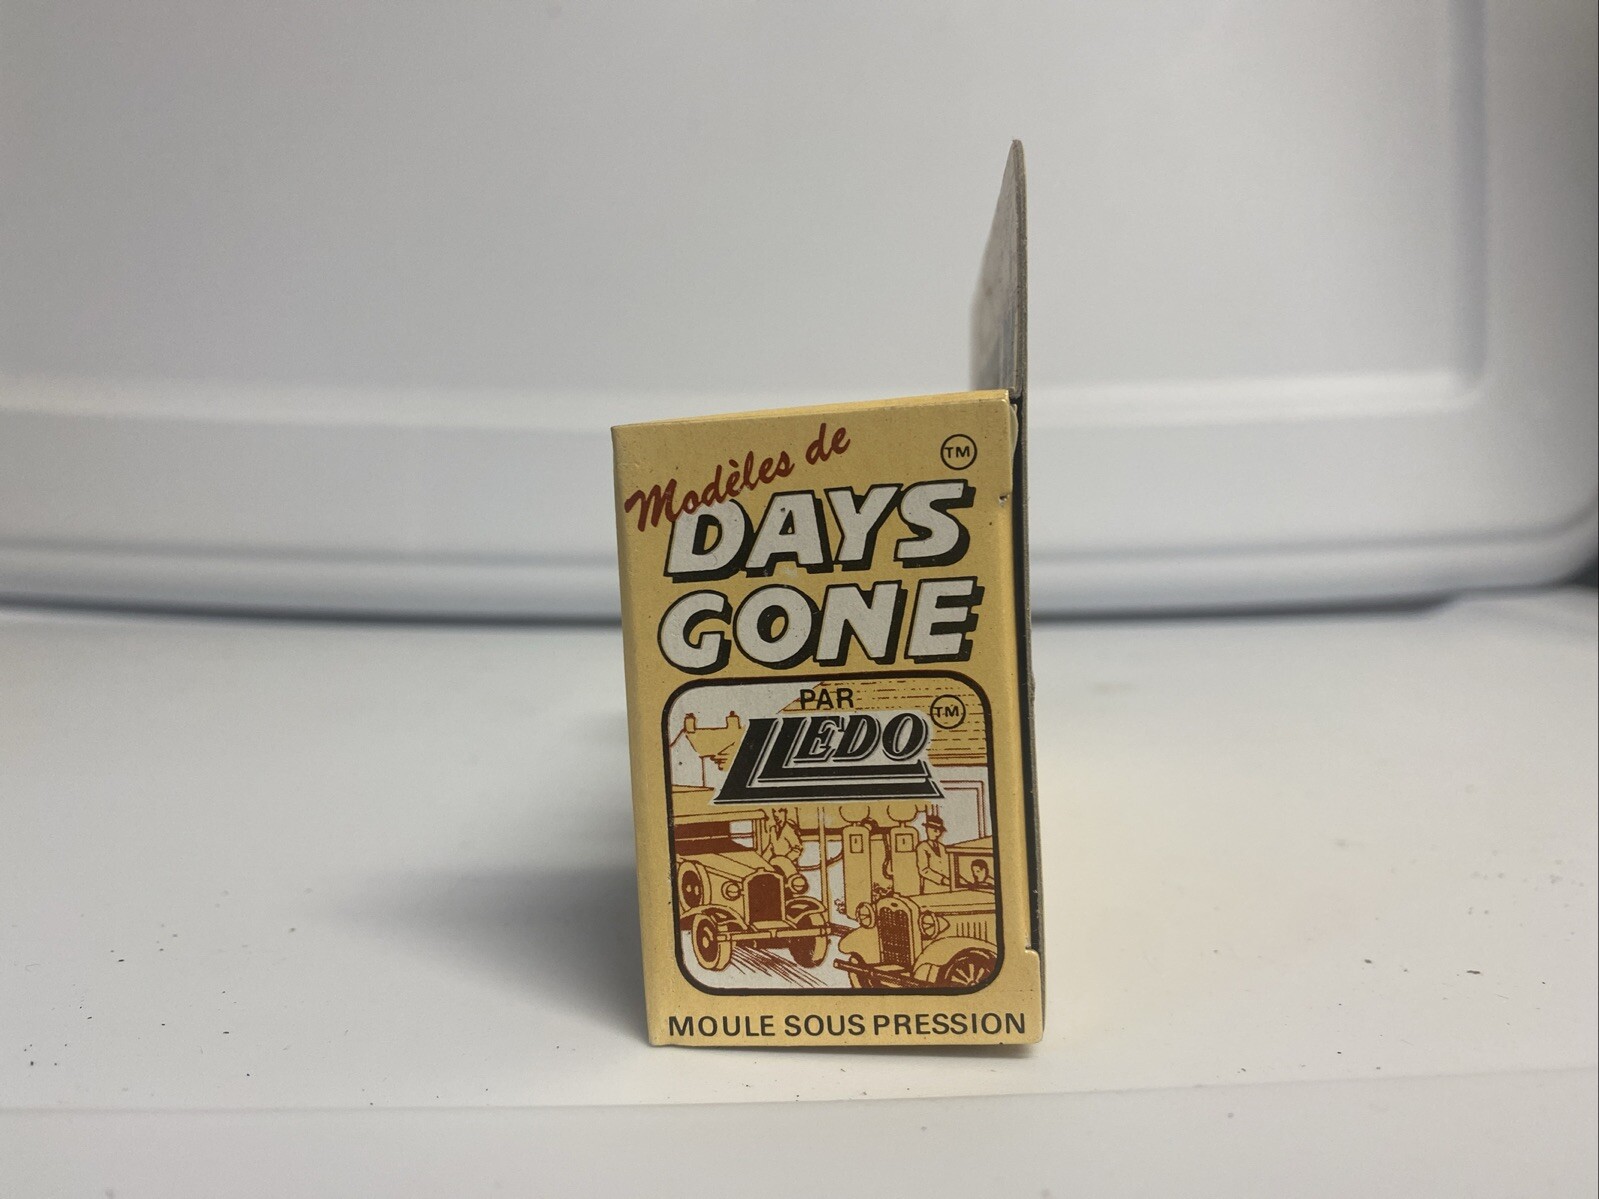 Modèles de
TM
DAYS
GONE
PAR
LLEDO
TM
MOULE SOUS PRESSION